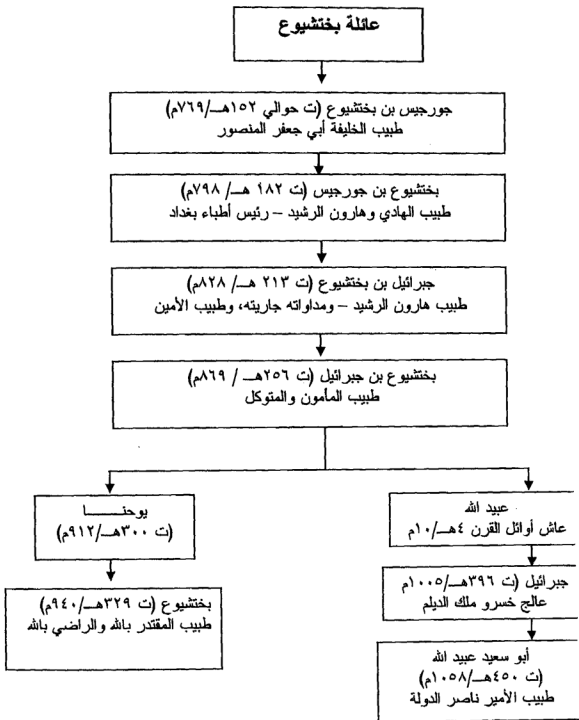 عائلة بختشيوع
جورجيس بن بختشيوع (ت حوالي ١٥٢هـ/٧٦٩م)
طبيب الخليفة أبي جعفر المنصور
بختشيوع بن جورجيس (ت ١٨٢ هـ/ ٧٩٨م)
طبيب الهادي وهارون الرشيد – رئيس أطباء بغداد
جبرائيل بن بختشيوع (ت ٢١٣ هـ/ ٨٢٨م)
طبيب هارون الرشيد – ومداواته جاريته، وطبيب الأمين
بختشيوع بن جبرائيل (ت ٢٥٦هـ / ٨٦٩م)
طبيب المأمون والمتوكل
عبيد الله
عاش أوائل القرن ٤هـ/١٠م
جبرائيل (ت ٣٩٦هـ/١٠٠٥م)
عالج خسرو ملك الديلم
أبو سعيد عبيد الله
(ت ٤٥٠هـ/١٠٥٨م)
طبيب الأمير ناصر الدولة
يوحنا
(ت ٣٠٠هـ/٩١٢م)
بختشيوع (ت ٣٢٩هـ/٩٤٠م)
طبيب المقتدر بالله والراضي بالله